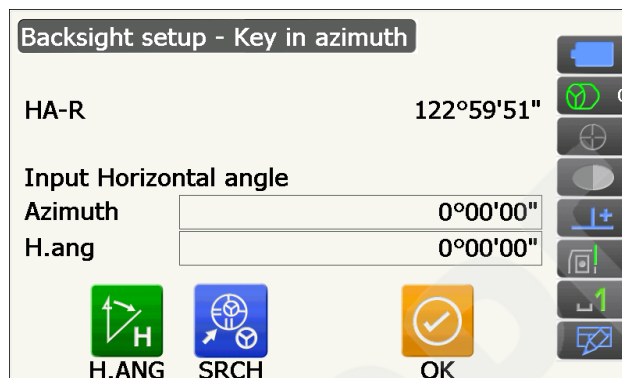 Backsight setup - Key in azimuth
HA-R 122°59'51"
Input Horizontal angle
Azimuth 0°00'00"
H.ang 0°00'00"
H
H.ANG SRCH OK